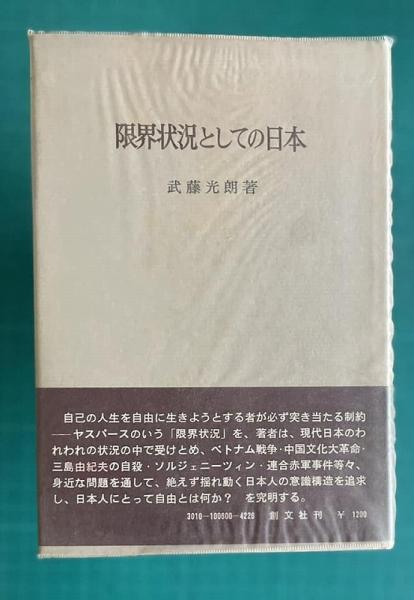 限界状況としての日本
武藤光朗著
自己の人生を自由に生きようとする者が必ず突き当たる制約
――ヤスパースのいう「限界状況」を、著者は、現代日本のわ
れわれの状況の中で受けとめ、ベトナム戦争・中国文化大革命・
三島由紀夫の自殺・ソルジェニーツィン・連合赤軍事件等々、
身近な問題を通して、絶えず揺れ動く日本人の意識構造を追求
し、日本人にとって自由とは何か？ を究明する。
3010-100600-4226 創文社刊 ￥ 1200